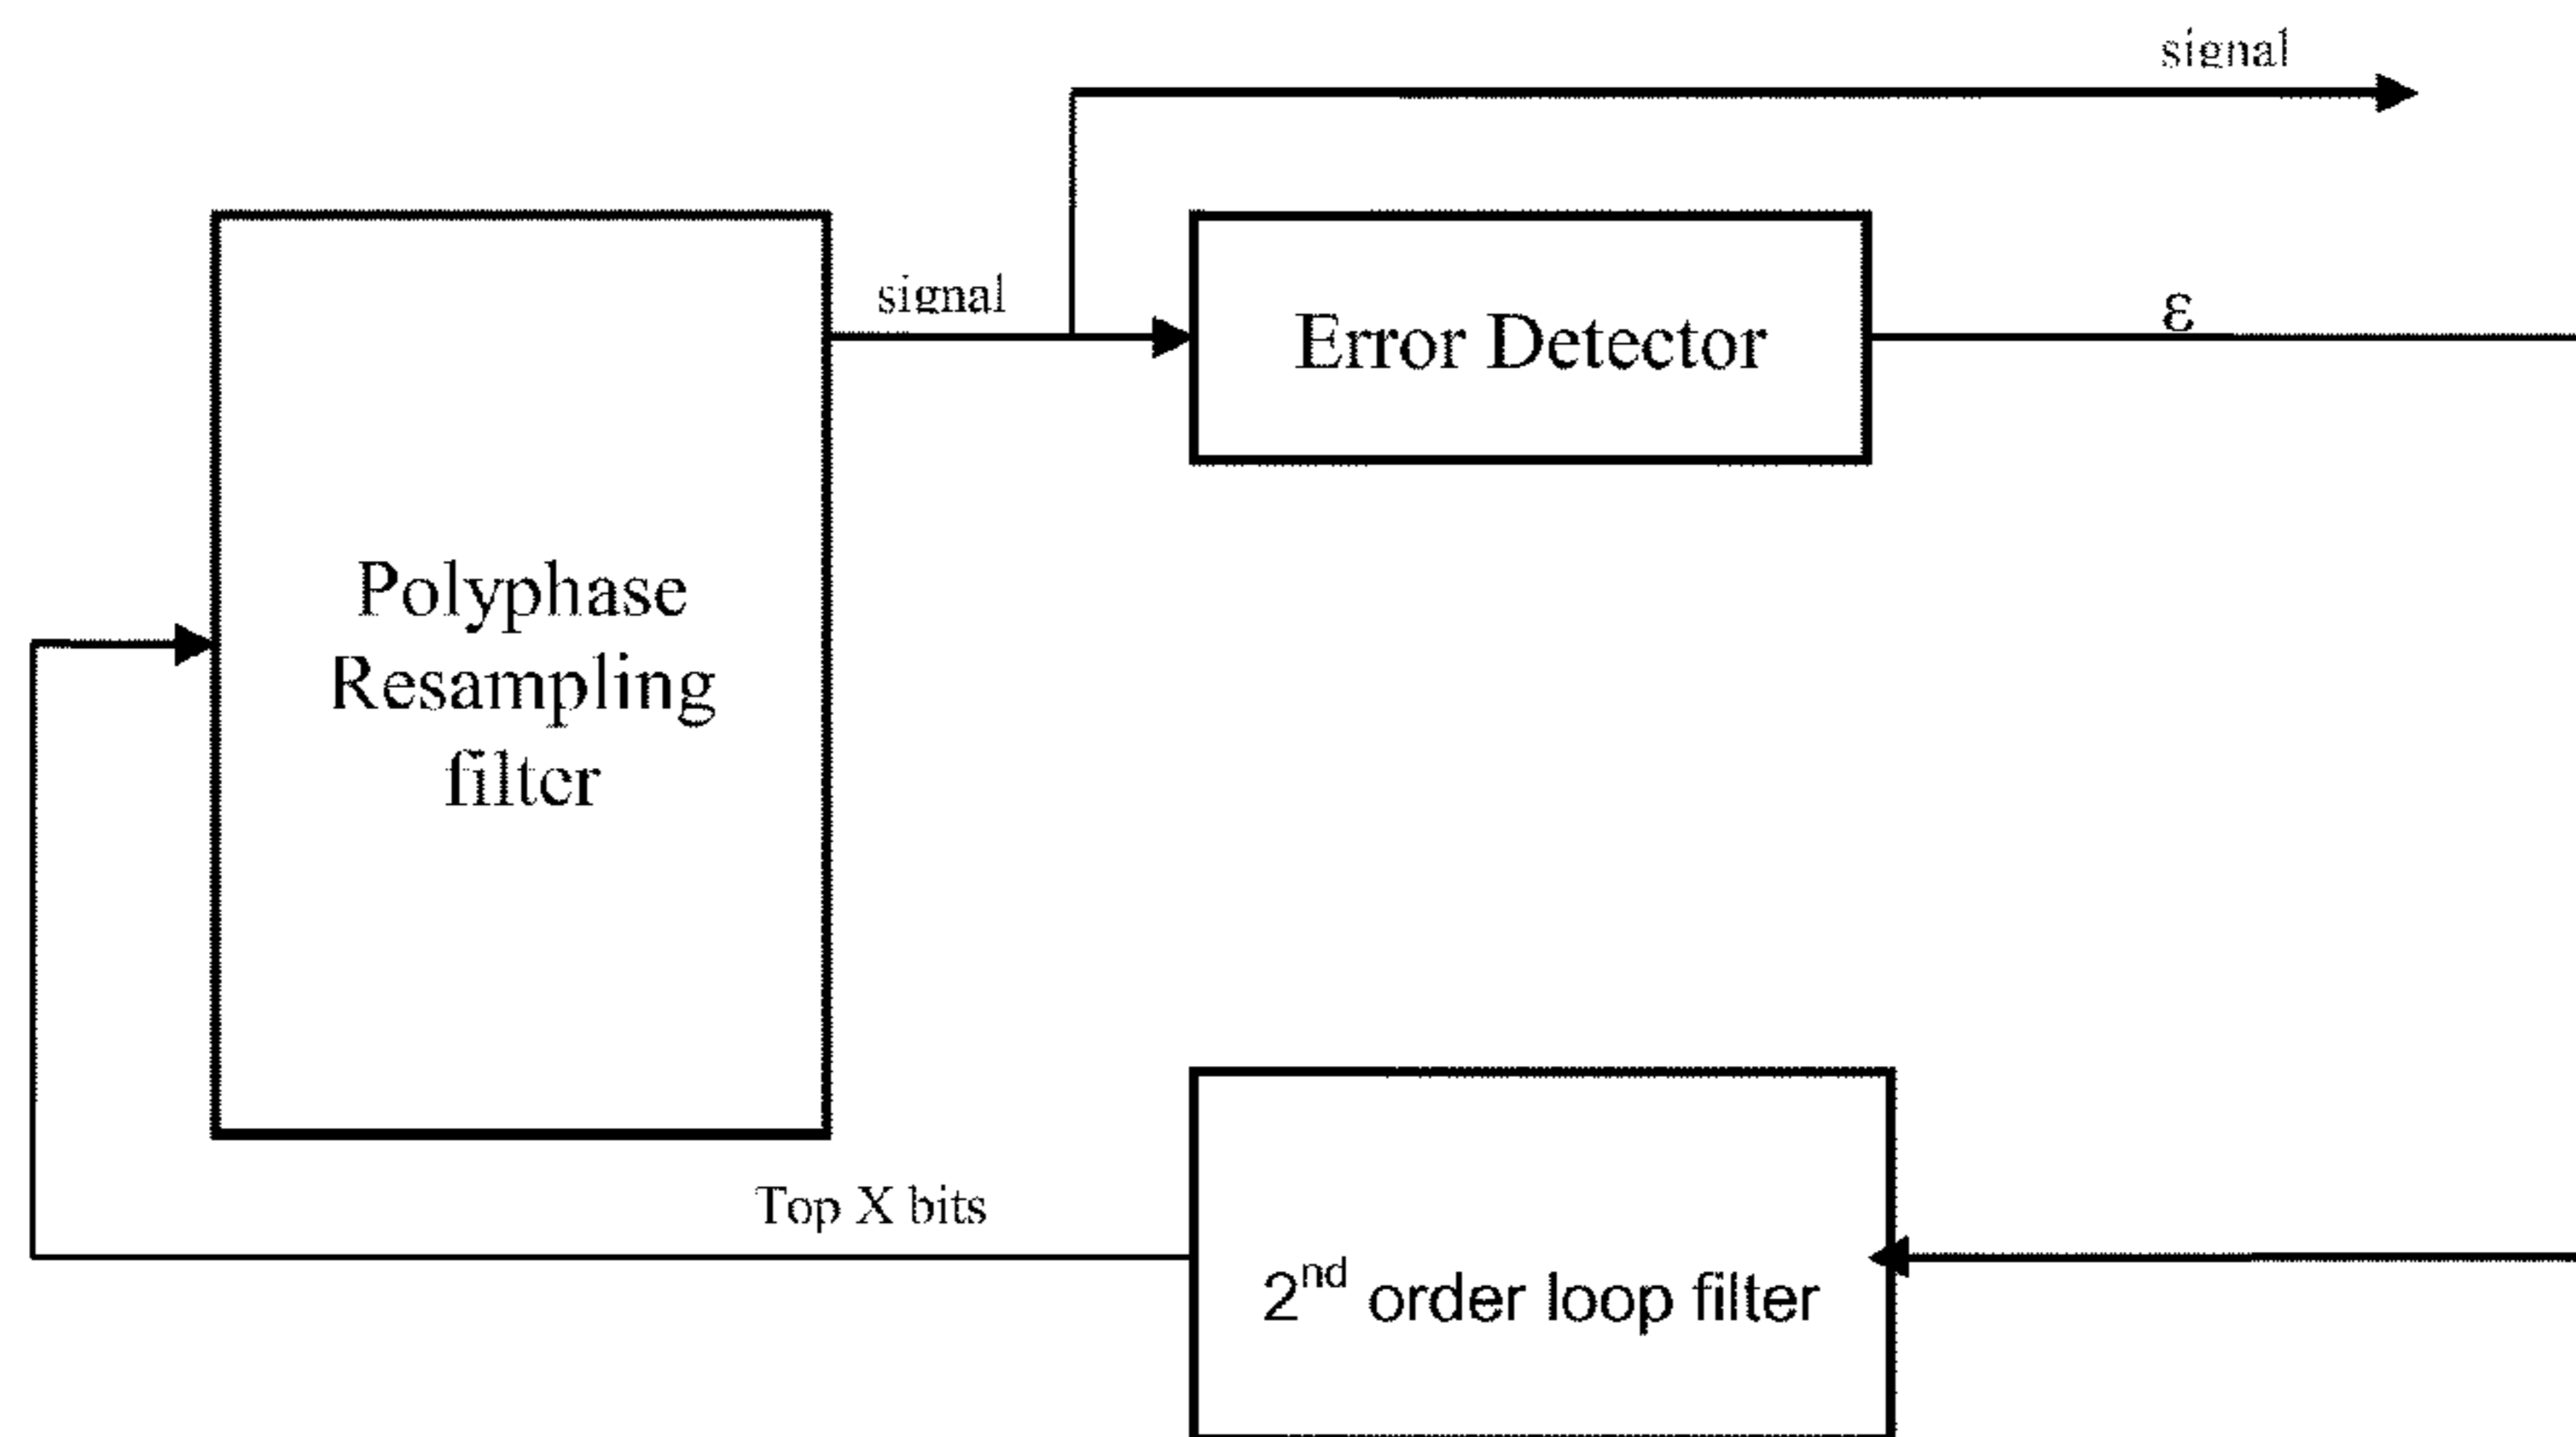 signal
signal
Error Detector
ε
Polyphase
Resampling
filter
Top X bits
2nd order loop filter